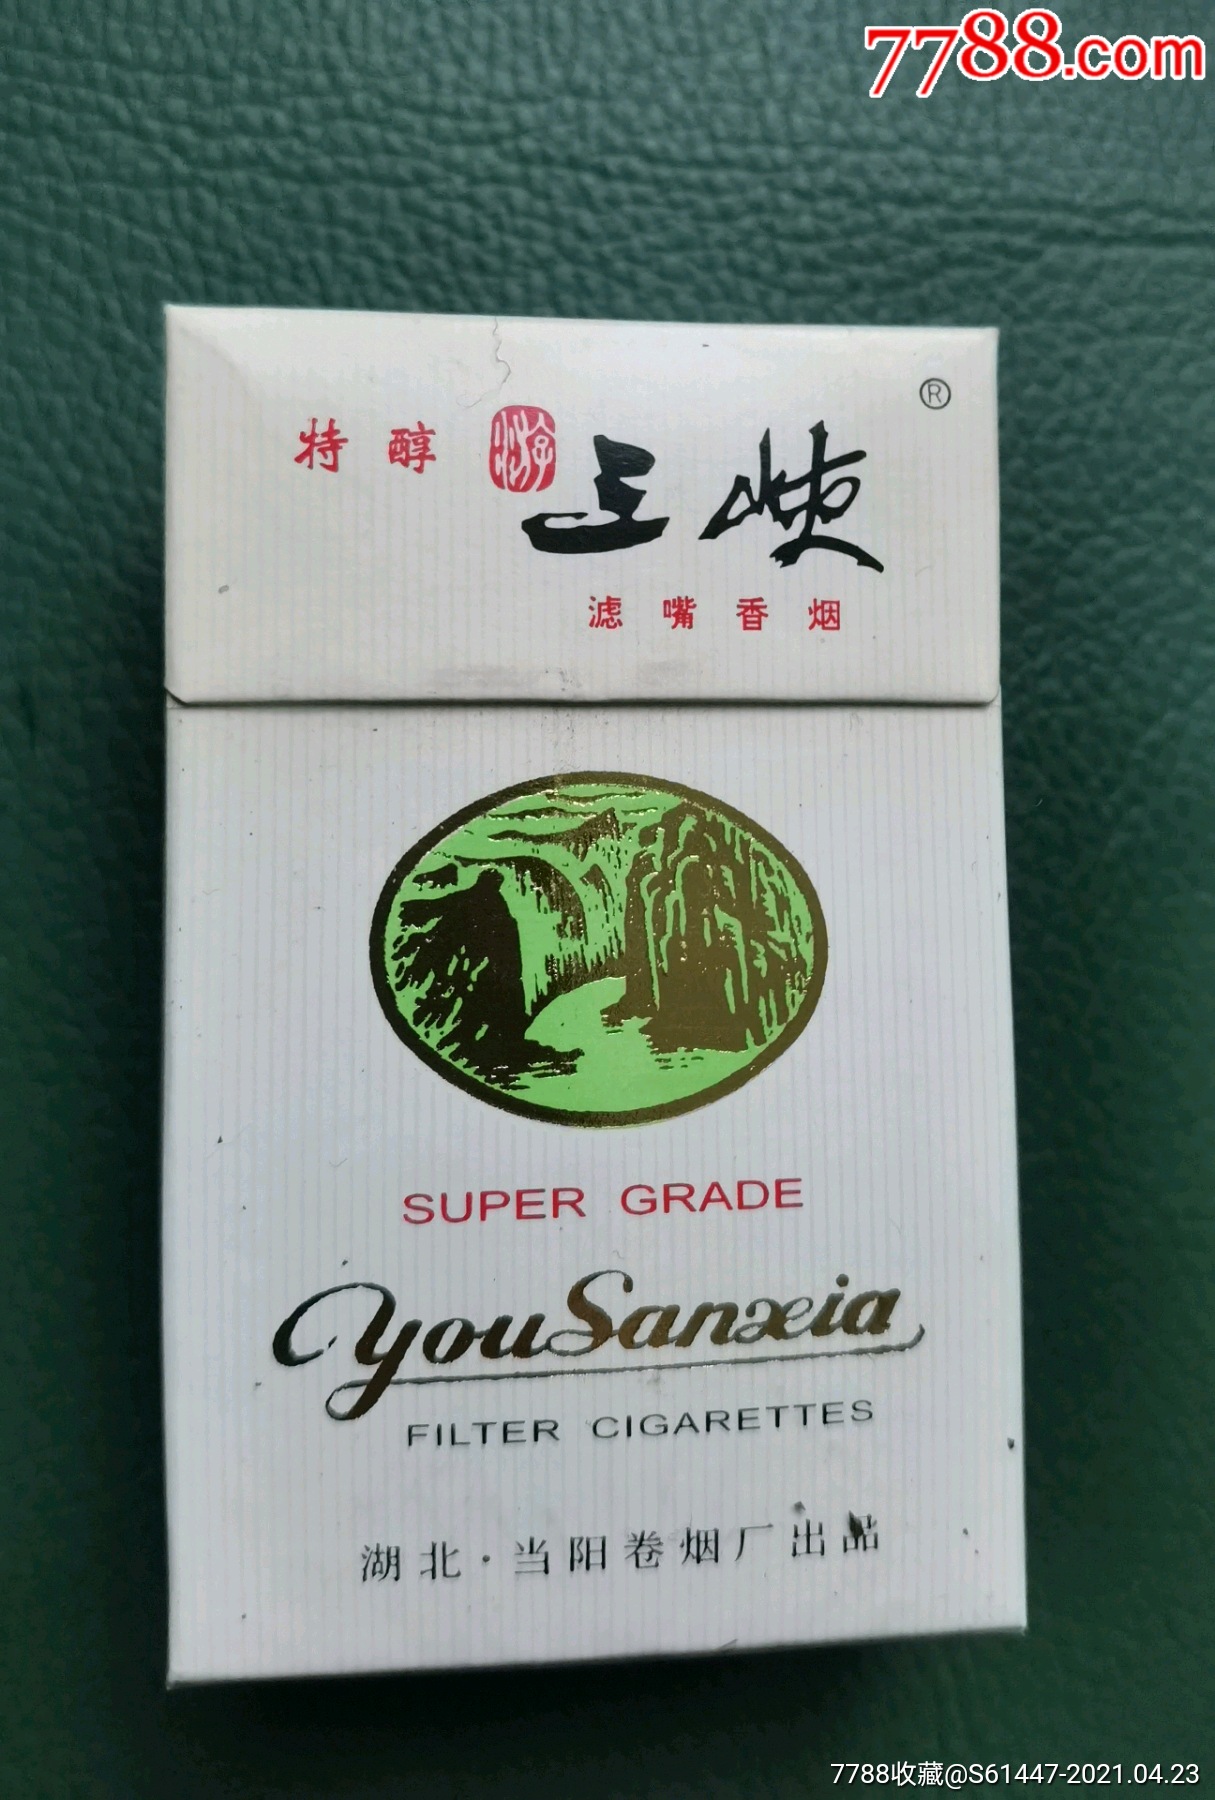 7788.com
®
特醇 游 三峡
滤嘴香烟
SUPER GRADE
YouSanxia
FILTER CIGARETTES
湖北·当阳卷烟厂出品
7788收藏@S61447-2021.04.23